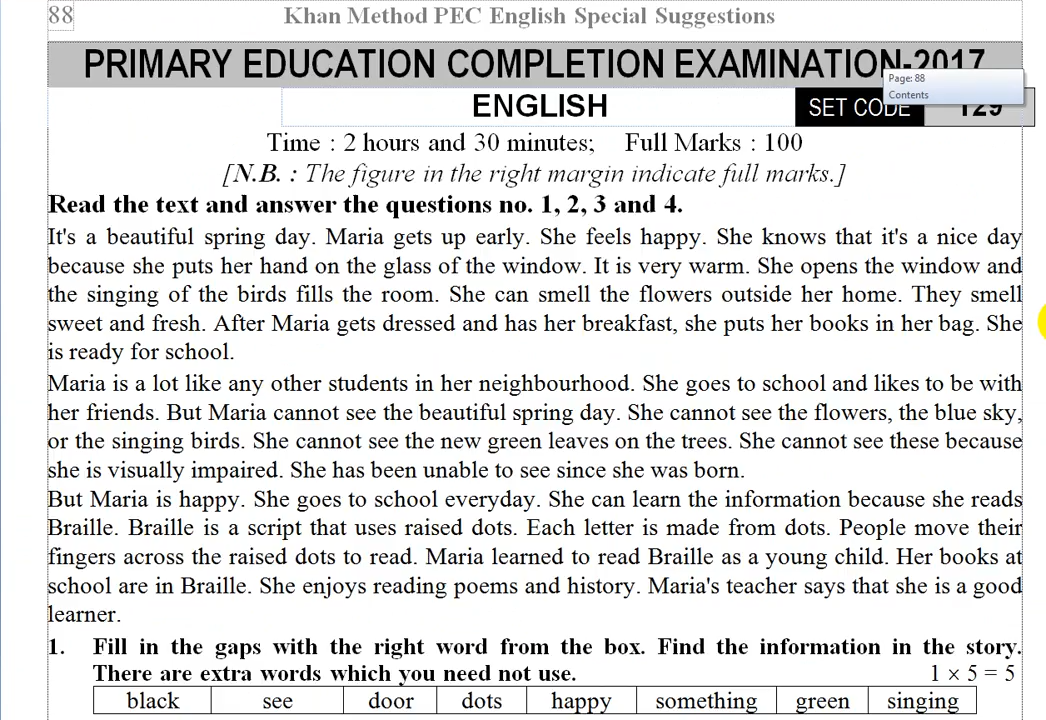 88
Khan Method PEC English Special Suggestions
PRIMARY EDUCATION COMPLETION EXAMINATION-2017
Page: 88
Contents
ENGLISH
SET CODE 129
Time : 2 hours and 30 minutes; Full Marks : 100
[N.B. : The figure in the right margin indicate full marks.]
Read the text and answer the questions no. 1, 2, 3 and 4.
It's a beautiful spring day. Maria gets up early. She feels happy. She knows that it's a nice day
because she puts her hand on the glass of the window. It is very warm. She opens the window and
the singing of the birds fills the room. She can smell the flowers outside her home. They smell
sweet and fresh. After Maria gets dressed and has her breakfast, she puts her books in her bag. She
is ready for school.
Maria is a lot like any other students in her neighbourhood. She goes to school and likes to be with
her friends. But Maria cannot see the beautiful spring day. She cannot see the flowers, the blue sky,
or the singing birds. She cannot see the new green leaves on the trees. She cannot see these because
she is visually impaired. She has been unable to see since she was born.
But Maria is happy. She goes to school everyday. She can learn the information because she reads
Braille. Braille is a script that uses raised dots. Each letter is made from dots. People move their
fingers across the raised dots to read. Maria learned to read Braille as a young child. Her books at
school are in Braille. She enjoys reading poems and history. Maria's teacher says that she is a good
learner.
1. Fill in the gaps with the right word from the box. Find the information in the story.
There are extra words which you need not use. 1 × 5 = 5
black see door dots happy something green singing